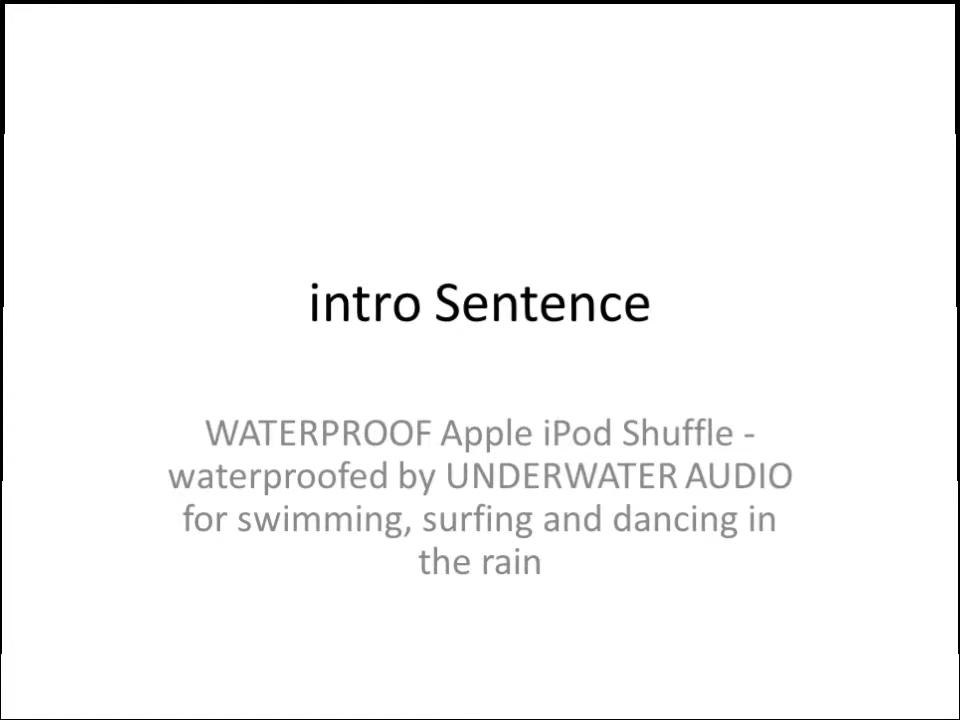 intro Sentence
WATERPROOF Apple iPod Shuffle -
waterproofed by UNDERWATER AUDIO
for swimming, surfing and dancing in
the rain